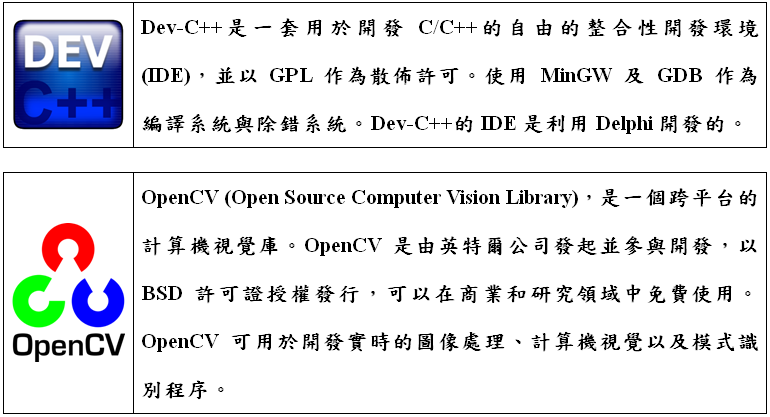 DEV
C++
Dev-C++是一套用於開發 C/C++的自由的整合性開發環境
(IDE)，並以 GPL 作為散佈許可。使用 MinGW 及 GDB 作為
編譯系統與除錯系統。Dev-C++的 IDE 是利用 Delphi 開發的。
OpenCV
OpenCV (Open Source Computer Vision Library)，是一個跨平台的
計算機視覺庫。OpenCV 是由英特爾公司發起並參與開發，以
BSD 許可證授權發行，可以在商業和研究領域中免費使用。
OpenCV 可用於開發實時的圖像處理、計算機視覺以及模式識
別程序。